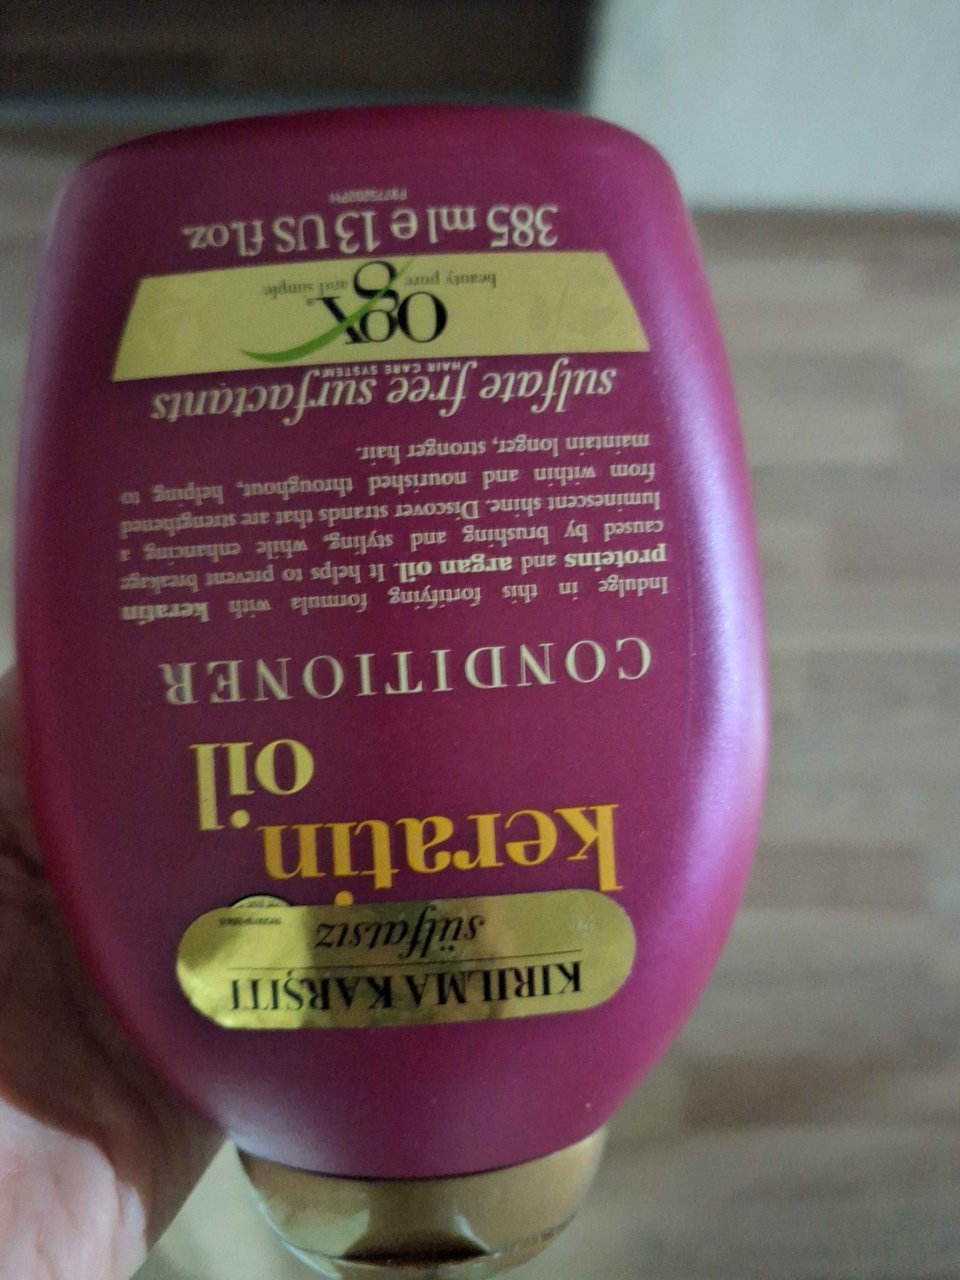 KIRILMA KARŞITI
sülfatsız
keratin
oil
CONDITIONER
Indulge in this fortifying formula with keratin
proteins and argan oil. It helps to prevent breakage
caused by brushing and styling, while enhancing a
luminescent shine. Discover strands that are strengthened
from within and nourished throughout, helping to
maintain longer, stronger hair.
sulfate free surfactants
HAIR CARE SYSTEM
Ogx®
beauty pure and simple
385 ml e 13 US fl.oz.